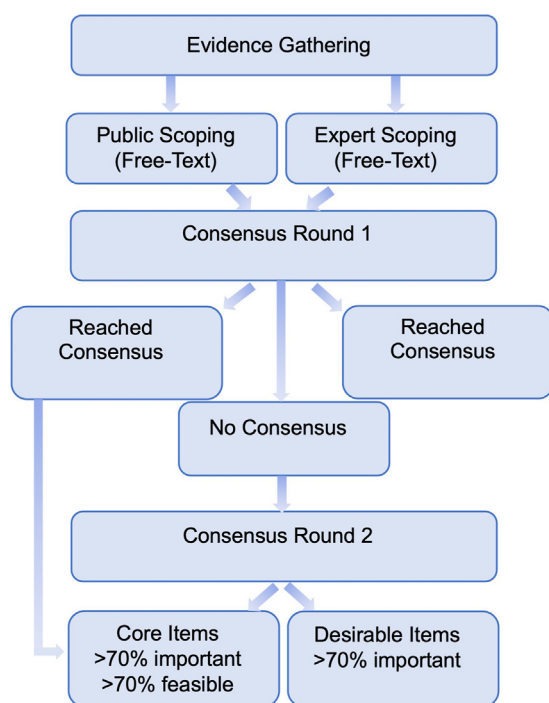 Evidence Gathering
Public Scoping
(Free-Text)
Expert Scoping
(Free-Text)
Consensus Round 1
Reached
Consensus
Reached
Consensus
No Consensus
Consensus Round 2
Core Items
>70% important
>70% feasible
Desirable Items
>70% important